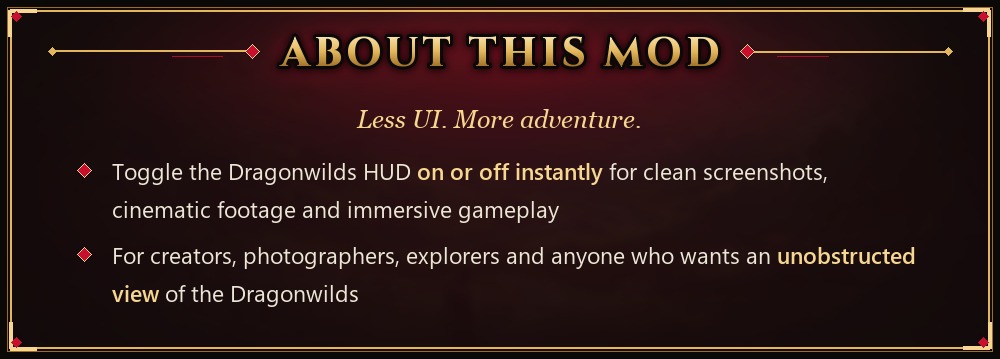 ABOUT THIS MOD
Less UI. More adventure.
Toggle the Dragonwilds HUD on or off instantly for clean screenshots,
cinematic footage and immersive gameplay
For creators, photographers, explorers and anyone who wants an unobstructed
view of the Dragonwilds